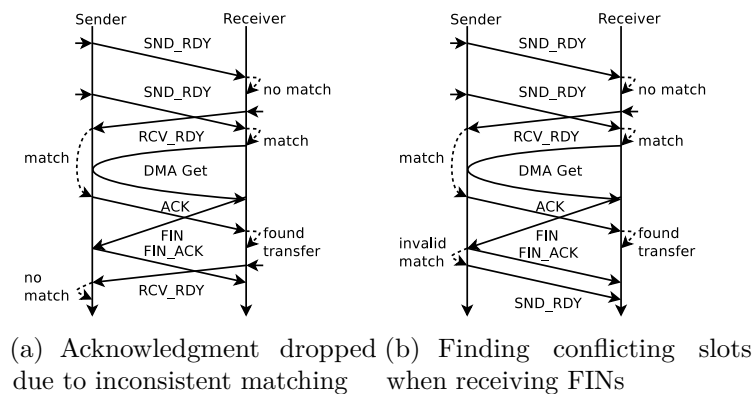 Sender
Receiver
SND_RDY
no match
SND_RDY
RCV_RDY
match
match
DMA Get
ACK
FIN
found
transfer
FIN_ACK
no
match
RCV_RDY
(a) Acknowledgment dropped
due to inconsistent matching
Sender
Receiver
SND_RDY
no match
SND_RDY
RCV_RDY
match
match
DMA Get
ACK
FIN
found
transfer
invalid
match
FIN_ACK
SND_RDY
(b) Finding conflicting slots
when receiving FINs